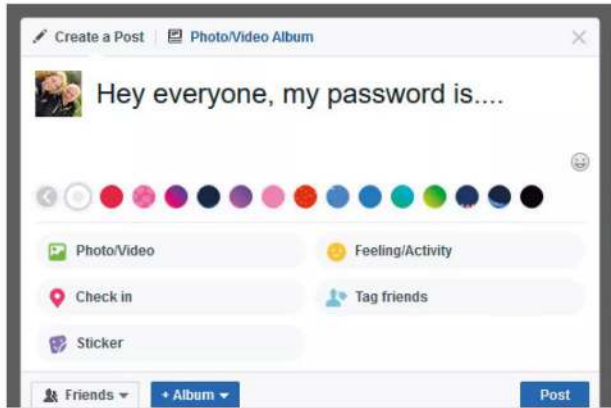 Create a Post Photo/Video Album
Hey everyone, my password is....
Photo/Video Feeling/Activity
Check in Tag friends
Sticker
Friends + Album Post